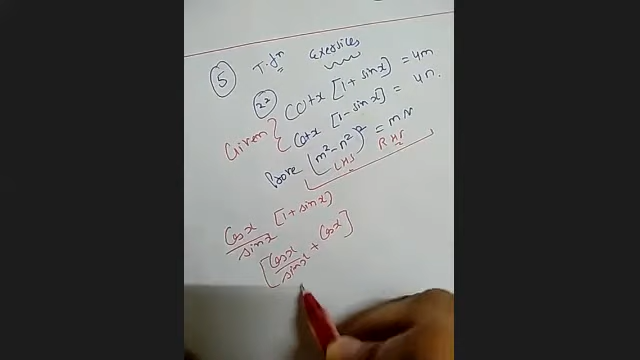 5 T.fn Exercises
22
Given { Cotx [1+sinx] = 4m
Cotx [1-sinx] = 4n.
Prove (m²-n²)² = mn
LHS RHS
Cosx/sinx [1+sinx]
[Cosx/sinx + Cosx]